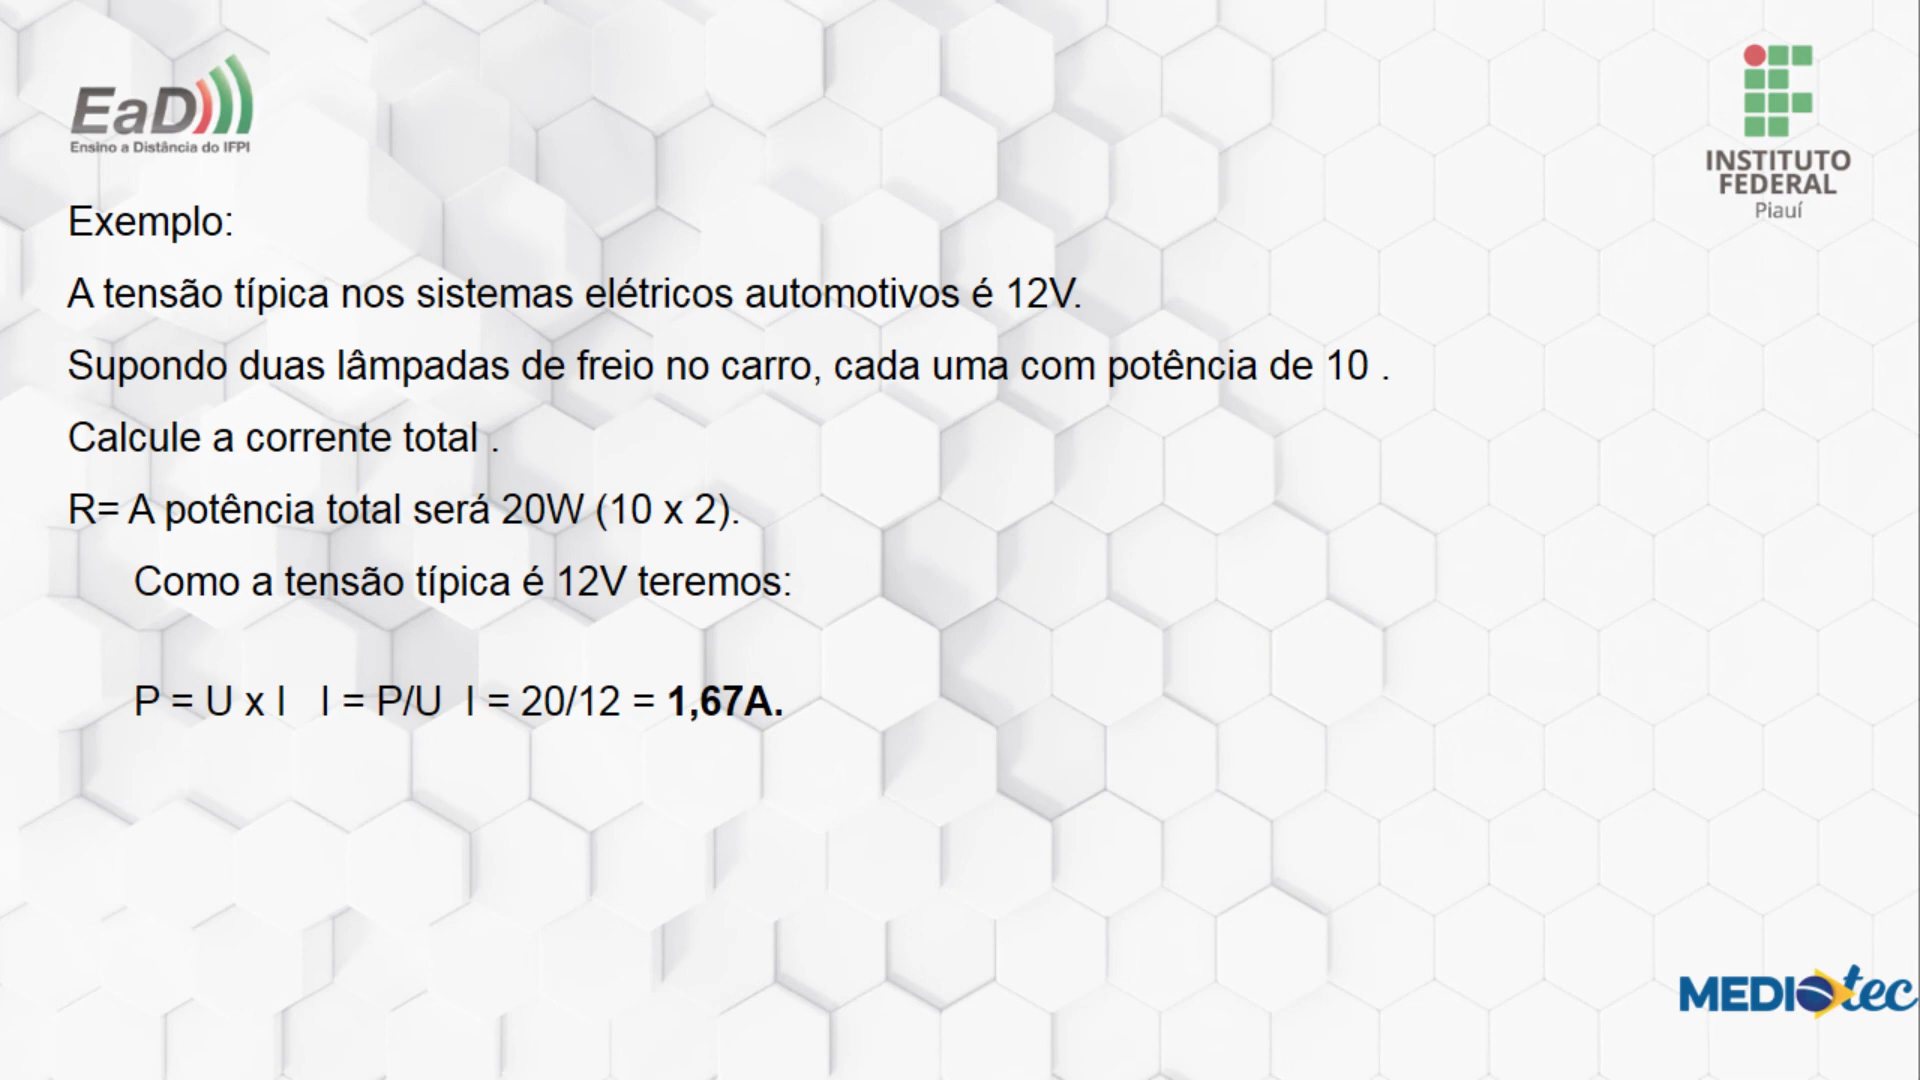 EaD
Ensino a Distância do IFPI
INSTITUTO
FEDERAL
Piauí
Exemplo:
A tensão típica nos sistemas elétricos automotivos é 12V.
Supondo duas lâmpadas de freio no carro, cada uma com potência de 10 .
Calcule a corrente total .
R= A potência total será 20W (10 x 2).
Como a tensão típica é 12V teremos:
P = U x I I = P/U I = 20/12 = 1,67A.
MEDIOtec